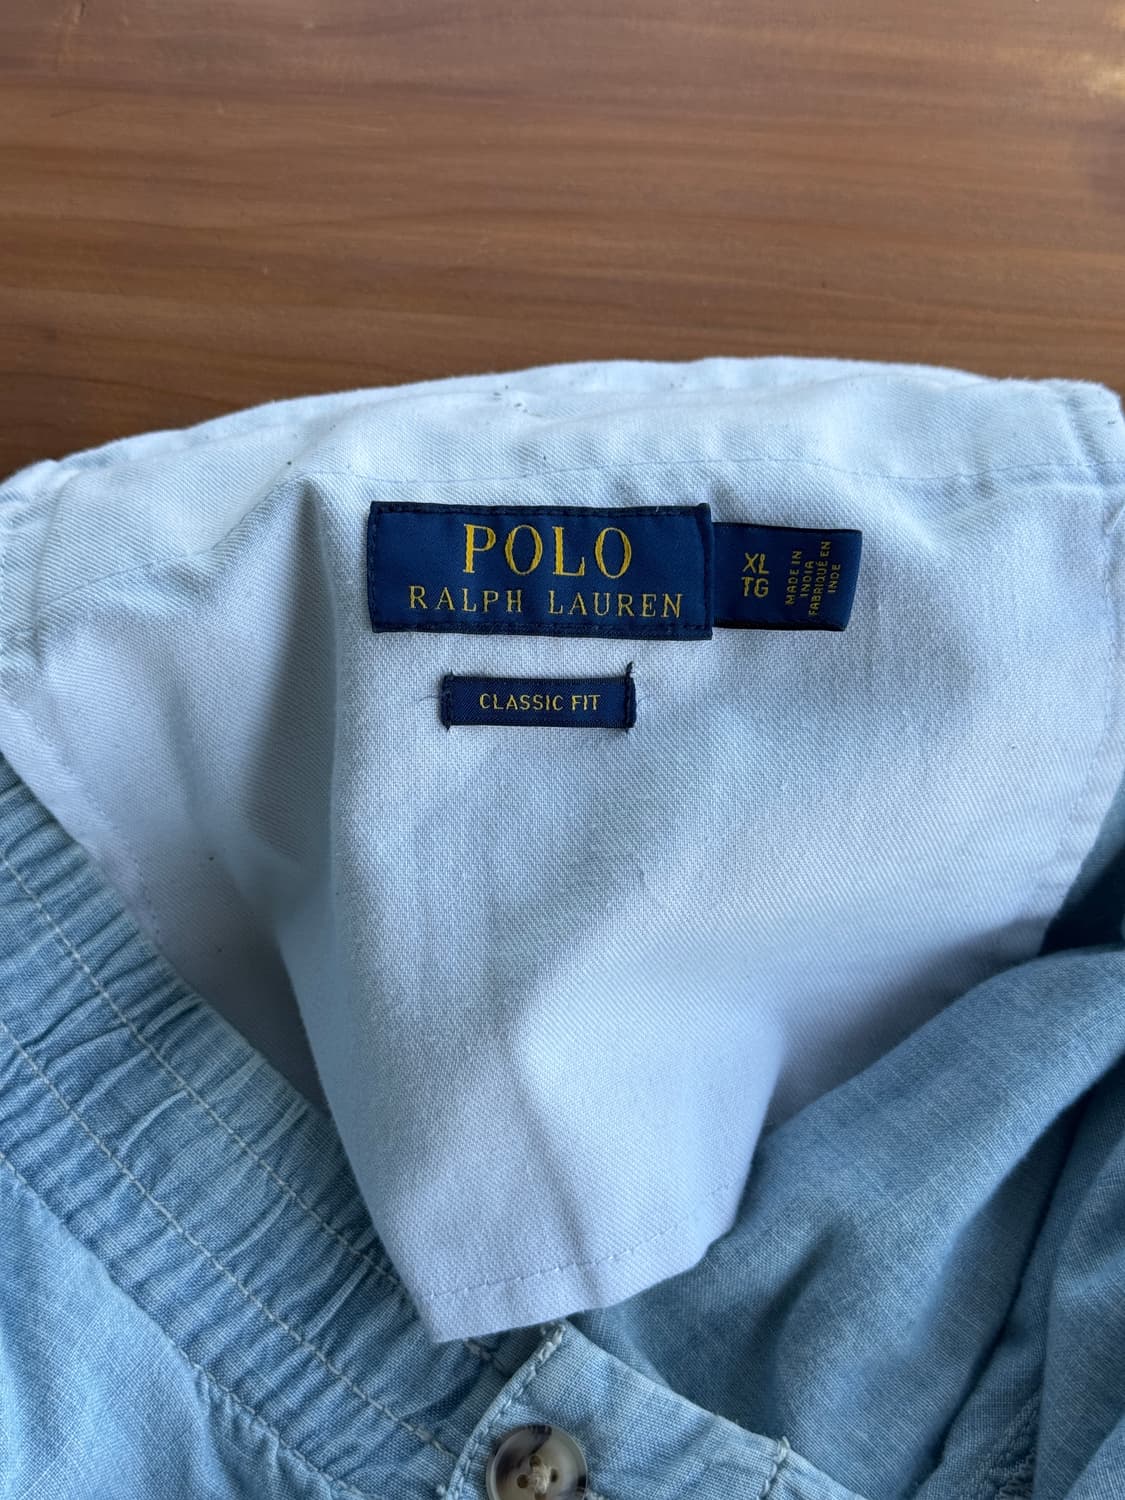 POLO
RALPH LAUREN
XL
TG
MADE IN
INDIA
FABRIQUÉ EN
INDE
CLASSIC FIT